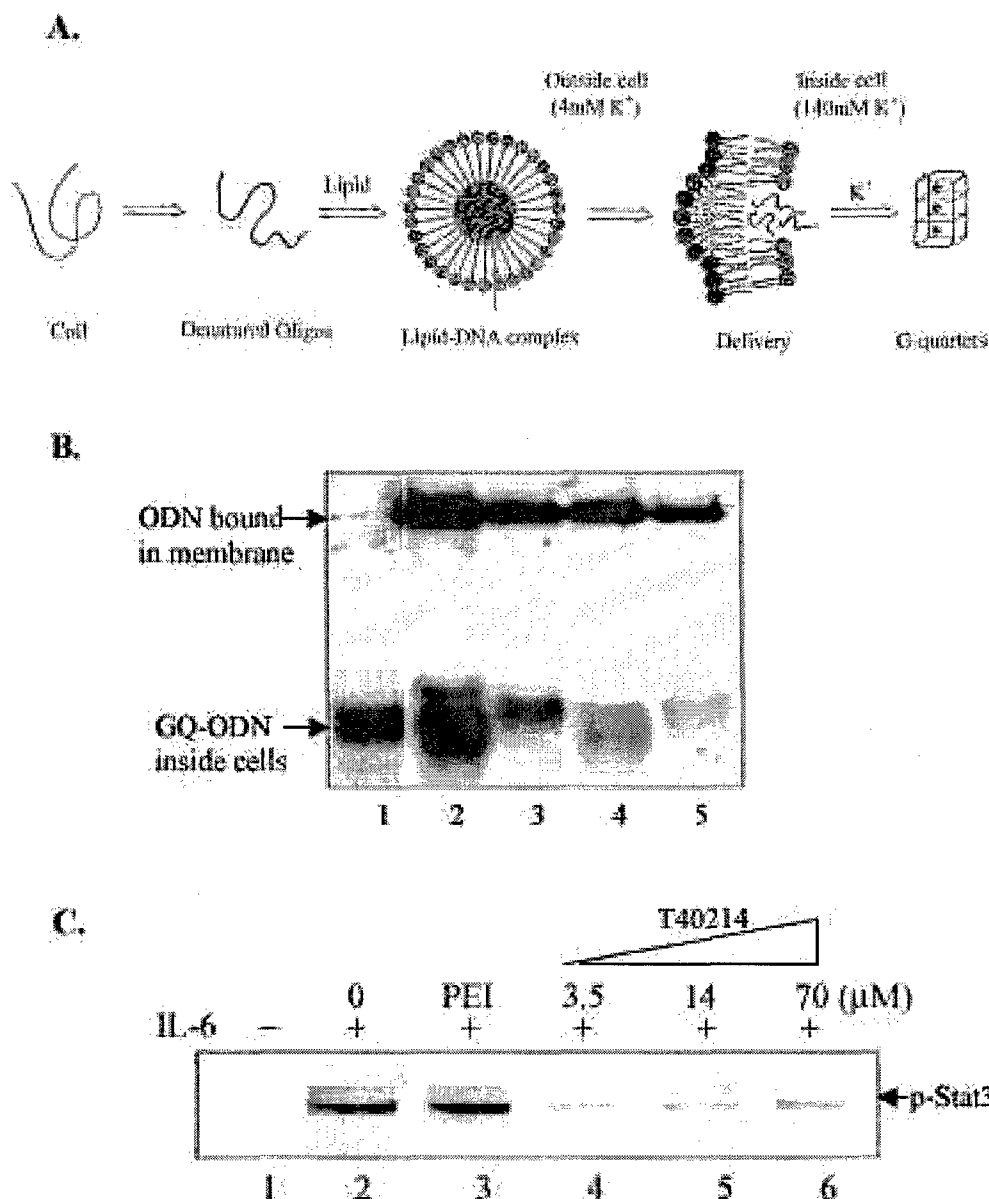 A.
Outside cell
(4mM K⁺)
Inside cell
(140mM K⁺)
Lipid
K⁺
Coil
Denatured Oligos
Lipid-DNA complex
Delivery
G-quartets
B.
ODN bound
in membrane
GQ-ODN
inside cells
1 2 3 4 5
C.
T40214
0 PEI 3.5 14 70 (µM)
IL-6 − + + + + +
p-Stat3
1 2 3 4 5 6